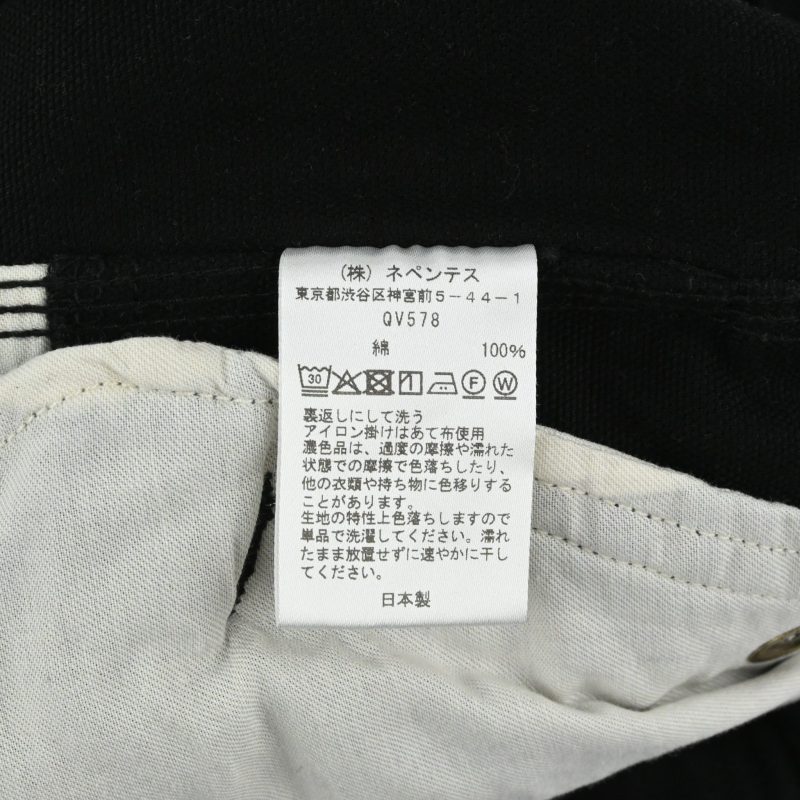 （株）ネペンテス
東京都渋谷区神宮前５－４４－１
QV578
綿 100%
30 F W
裏返しにして洗う
アイロン掛けはあて布使用
濃色品は、過度の摩擦や濡れた
状態での摩擦で色落ちしたり、
他の衣類や持ち物に色移りする
ことがあります。
生地の特性上色落ちしますので
単品で洗濯してください。濡れ
たまま放置せずに速やかに干し
てください。
日本製